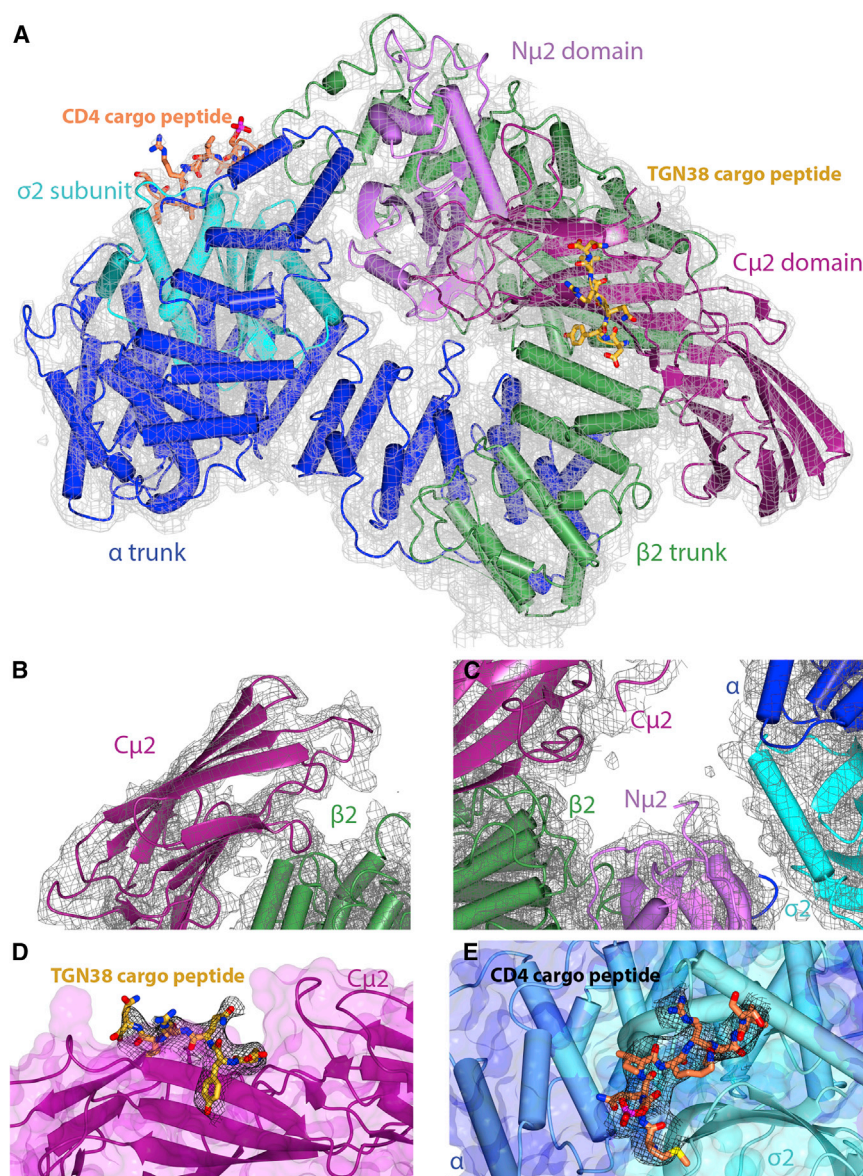 A
Nμ2 domain
CD4 cargo peptide
σ2 subunit
TGN38 cargo peptide
Cμ2 domain
α trunk
β2 trunk
B
Cμ2
β2
C
α
Cμ2
β2
Nμ2
σ2
D
TGN38 cargo peptide
Cμ2
E
CD4 cargo peptide
α
σ2